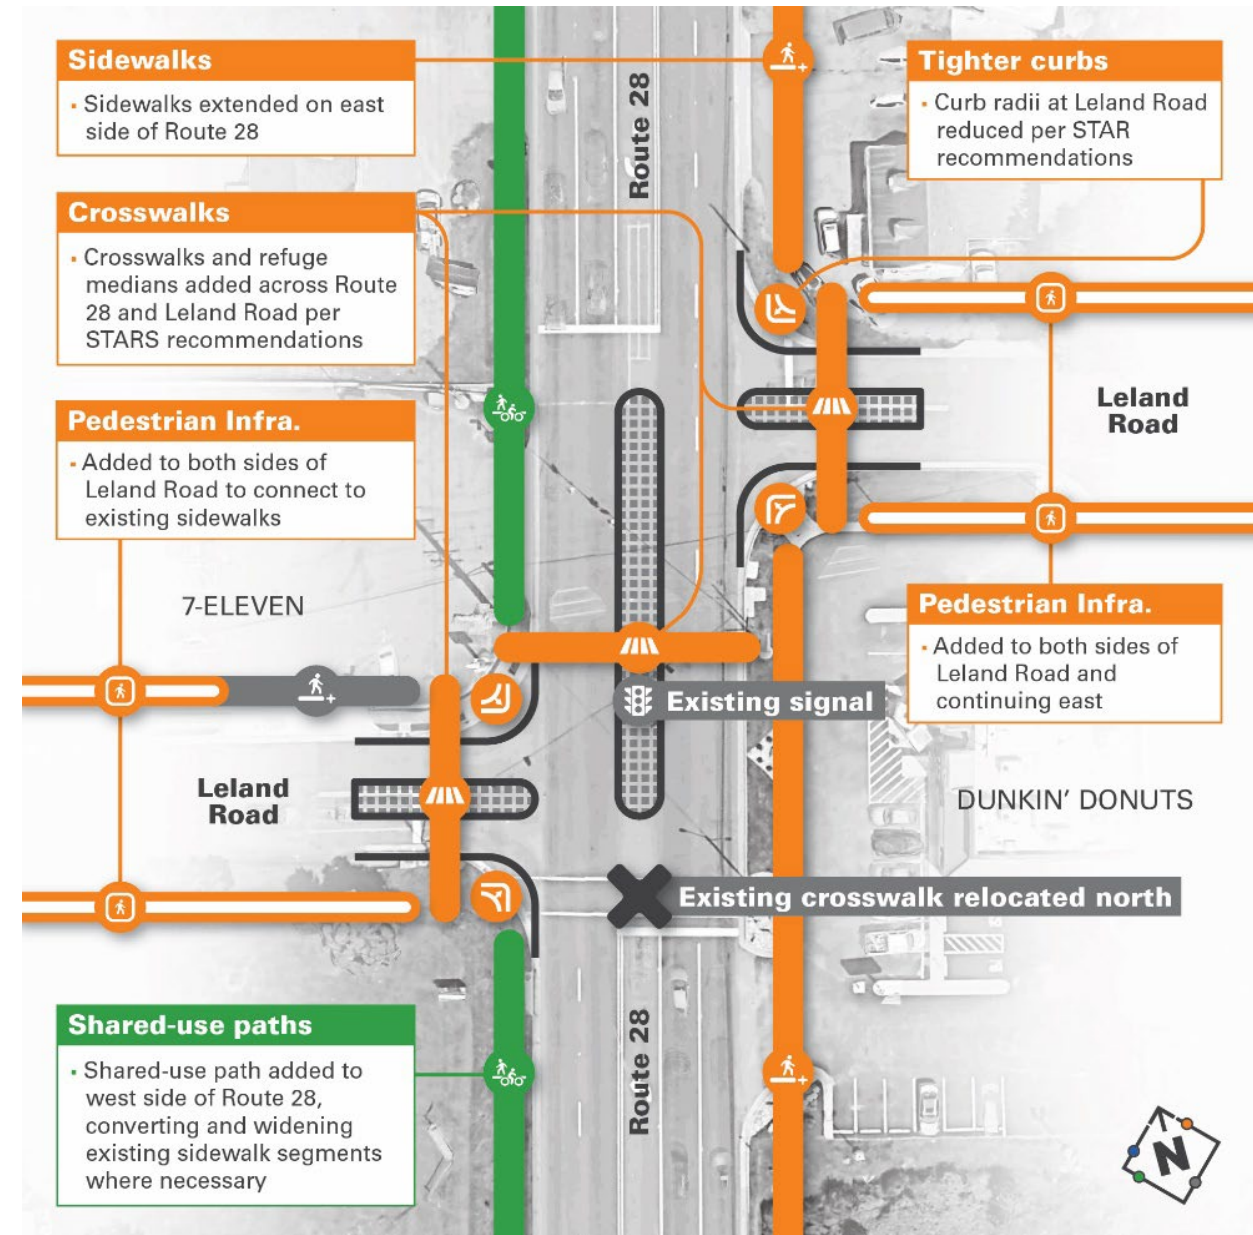 Sidewalks
▪ Sidewalks extended on east
side of Route 28
Crosswalks
▪ Crosswalks and refuge
medians added across Route
28 and Leland Road per
STARS recommendations
Pedestrian Infra.
▪ Added to both sides of
Leland Road to connect to
existing sidewalks
7-ELEVEN
Leland
Road
Shared-use paths
▪ Shared-use path added to
west side of Route 28,
converting and widening
existing sidewalk segments
where necessary
Route 28
Existing signal
Existing crosswalk relocated north
Route 28
Tighter curbs
▪ Curb radii at Leland Road
reduced per STAR
recommendations
Leland
Road
Pedestrian Infra.
▪ Added to both sides of
Leland Road and
continuing east
DUNKIN’ DONUTS
N